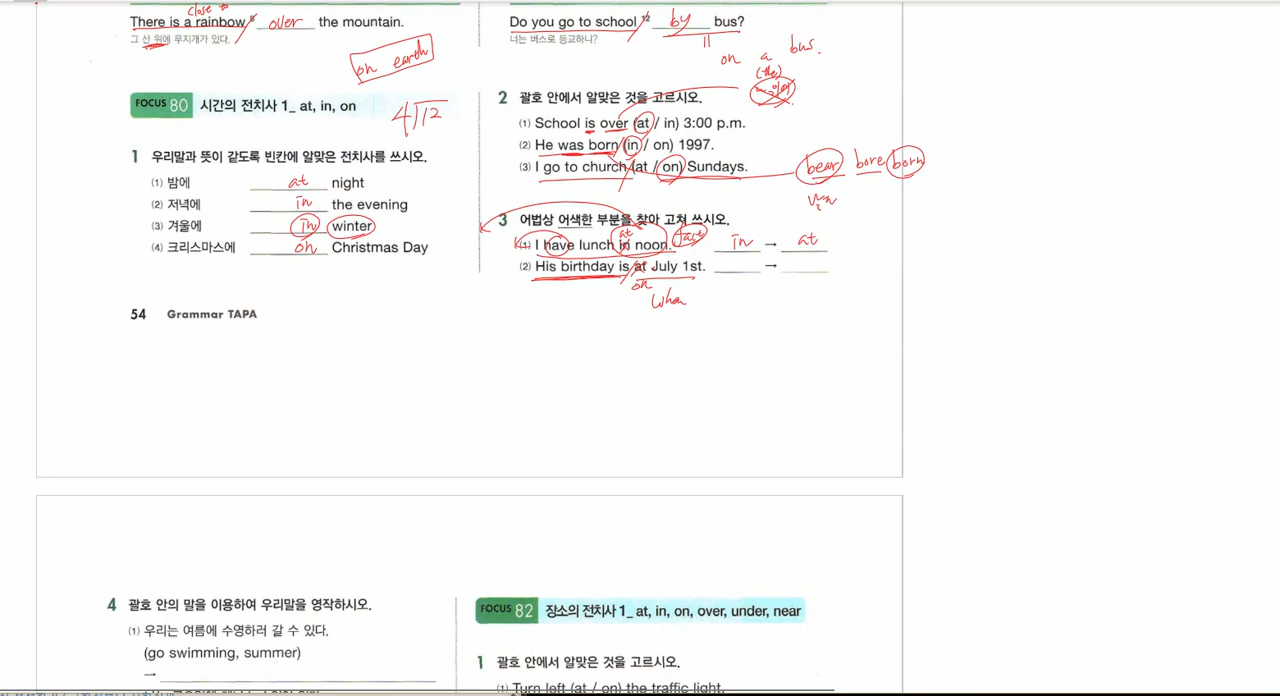 close to
There is a rainbow over the mountain.
그 산 위에 무지개가 있다.
on earth
FOCUS 80 시간의 전치사 1_ at, in, on
4 12
1 우리말과 뜻이 같도록 빈칸에 알맞은 전치사를 쓰시오.
(1) 밤에 at night
(2) 저녁에 in the evening
(3) 겨울에 in winter
(4) 크리스마스에 on Christmas Day
Do you go to school by bus?
너는 버스로 등교하니?
on a bus.
(the)
2 괄호 안에서 알맞은 것을 고르시오.
(1) School is over (at / in) 3:00 p.m.
(2) He was born (in / on) 1997.
(3) I go to church (at / on) Sundays.
bear bore born
3 어법상 어색한 부분을 찾아 고쳐 쓰시오.
at
(1) I have lunch in noon. fact in → at
(2) His birthday is at July 1st. →
on
when
54 Grammar TAPA
4 괄호 안의 말을 이용하여 우리말을 영작하시오.
(1) 우리는 여름에 수영하러 갈 수 있다.
(go swimming, summer)
→
FOCUS 82 장소의 전치사 1_ at, in, on, over, under, near
1 괄호 안에서 알맞은 것을 고르시오.
(1) Turn left (at / on) the traffic light.